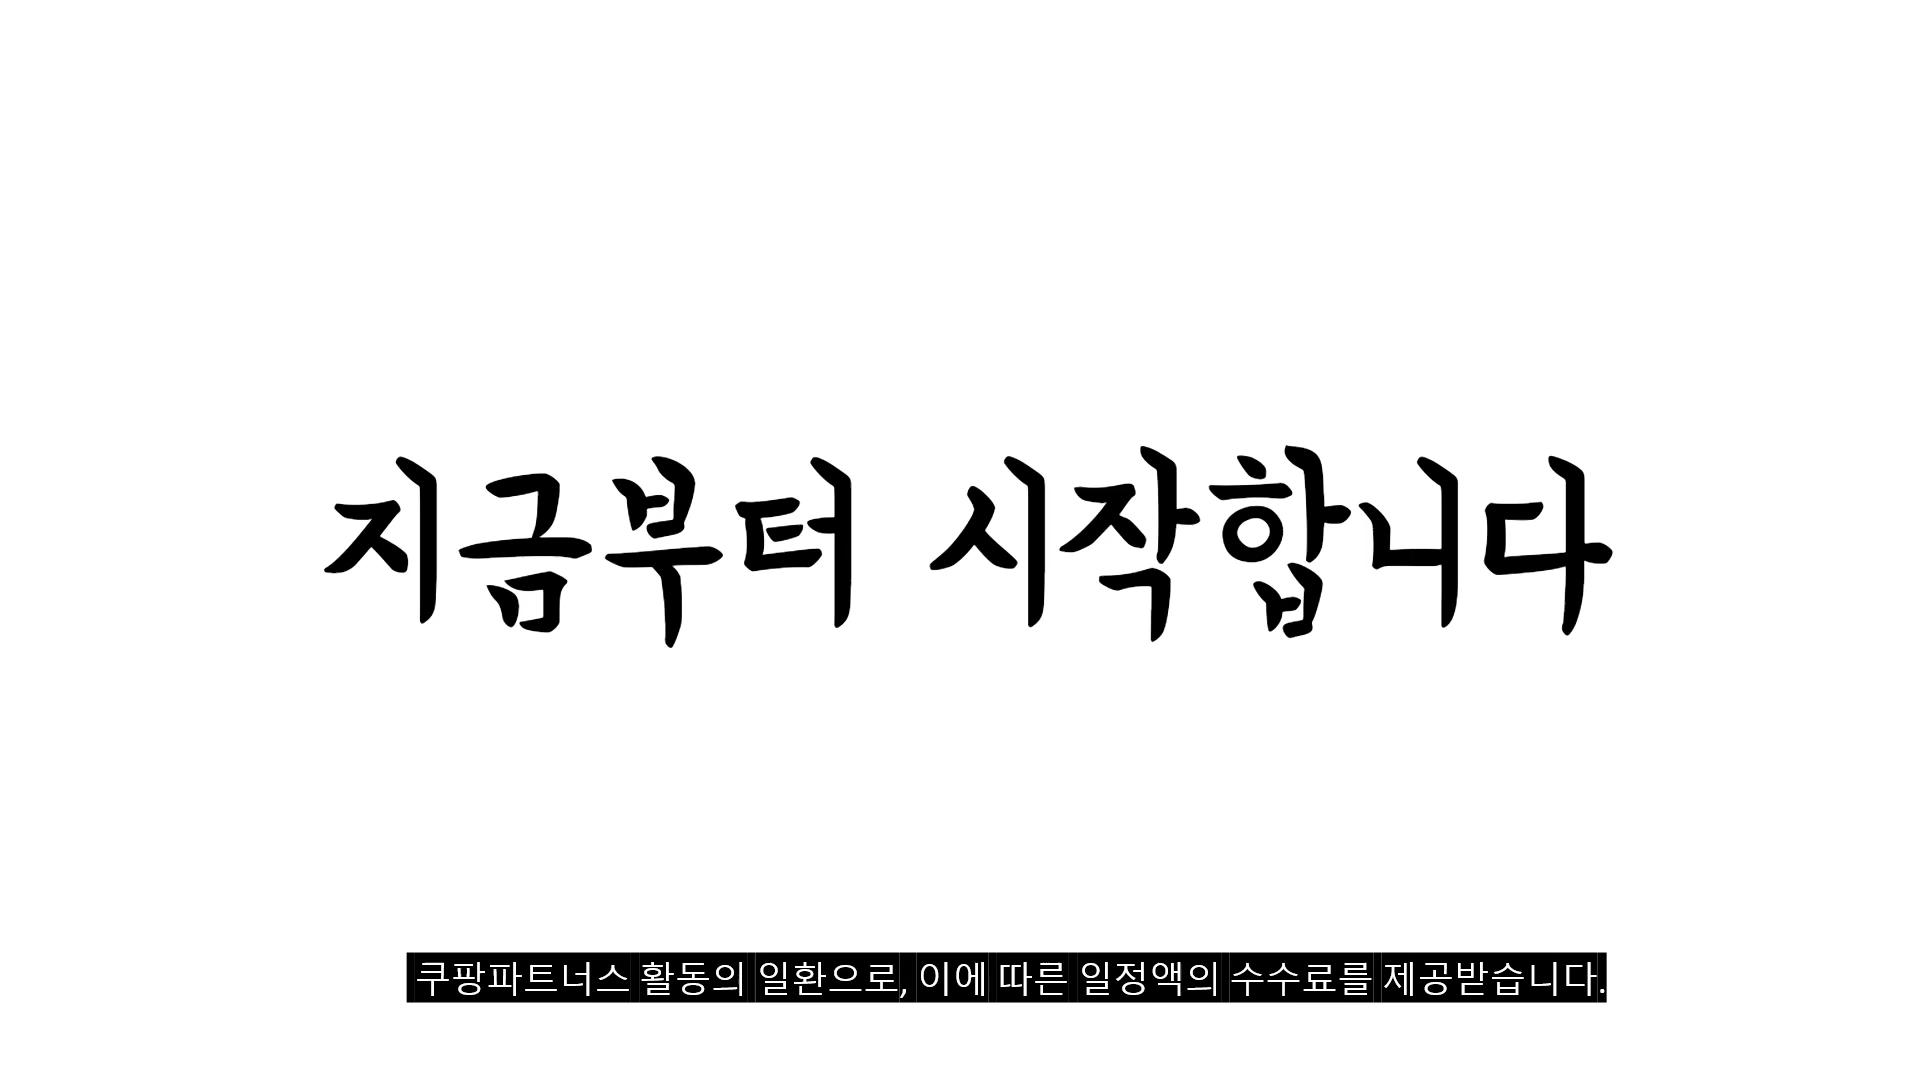 지금부터 시작합니다
쿠팡파트너스 활동의 일환으로, 이에 따른 일정액의 수수료를 제공받습니다.